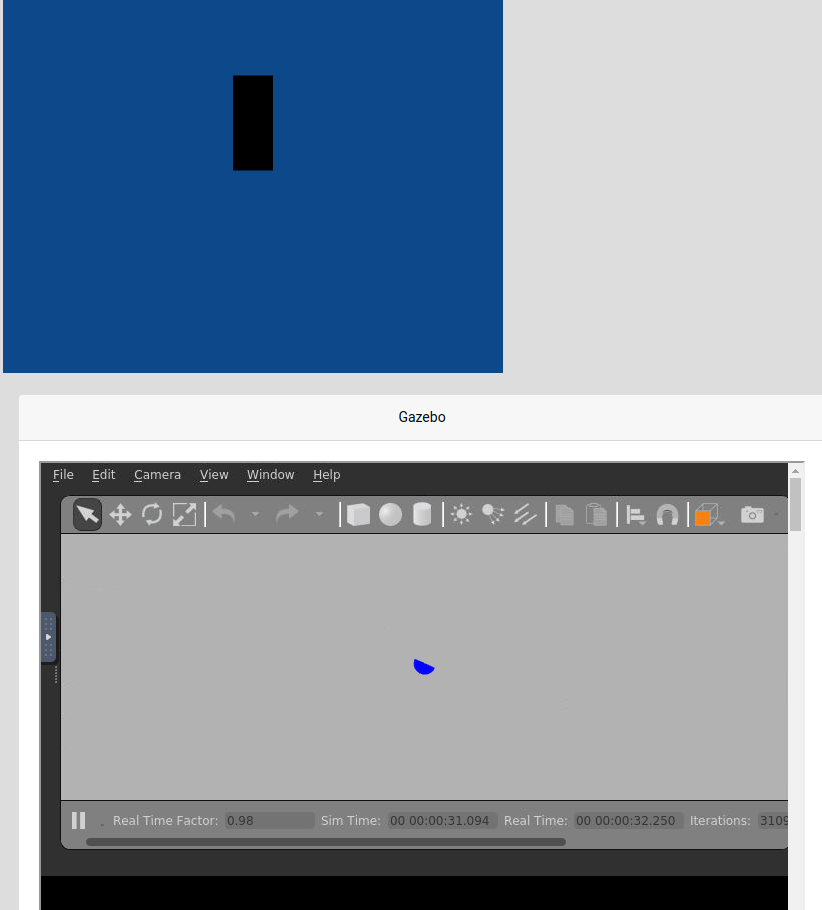 Gazebo
File Edit Camera View Window Help
Real Time Factor: 0.98 Sim Time: 00 00:00:31.094 Real Time: 00 00:00:32.250 Iterations: 3109